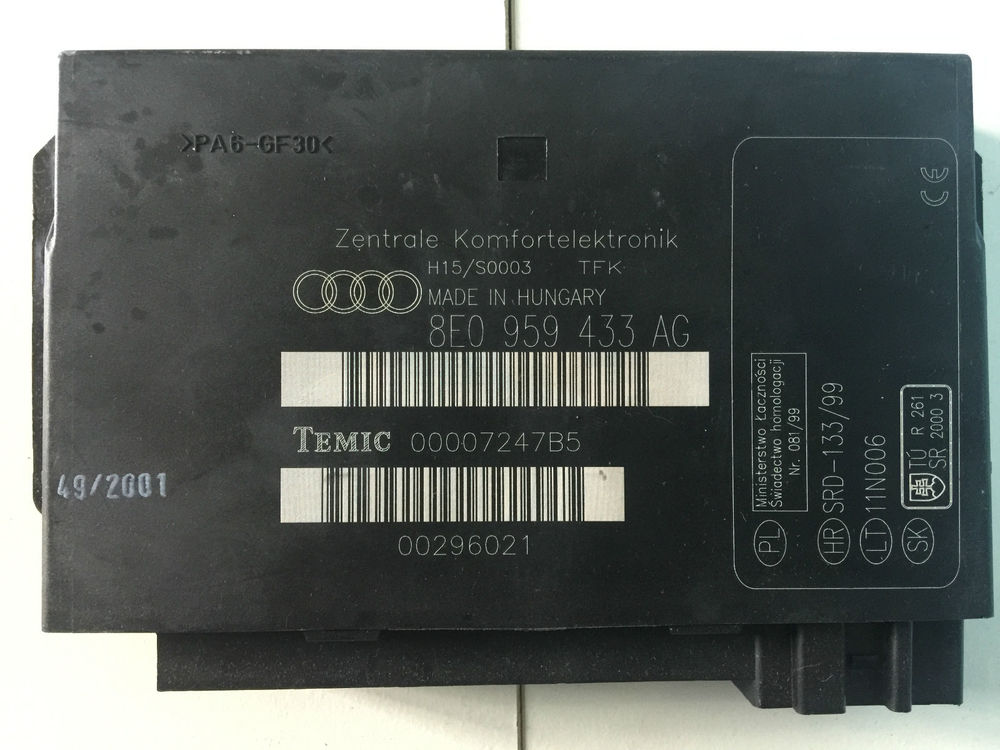 >PA6-GF30<
CE
Zentrale Komfortelektronik
H15/S0003 TFK
MADE IN HUNGARY
8E0 959 433 AG
TEMIC 00007247B5
49/2001
00296021
PL
Ministerstwo Łączności
Świadectwo homologacji
Nr. 081/99
HR SRD-133/99
LT 11N006
SK
TÚ R 261
SR 2000 3